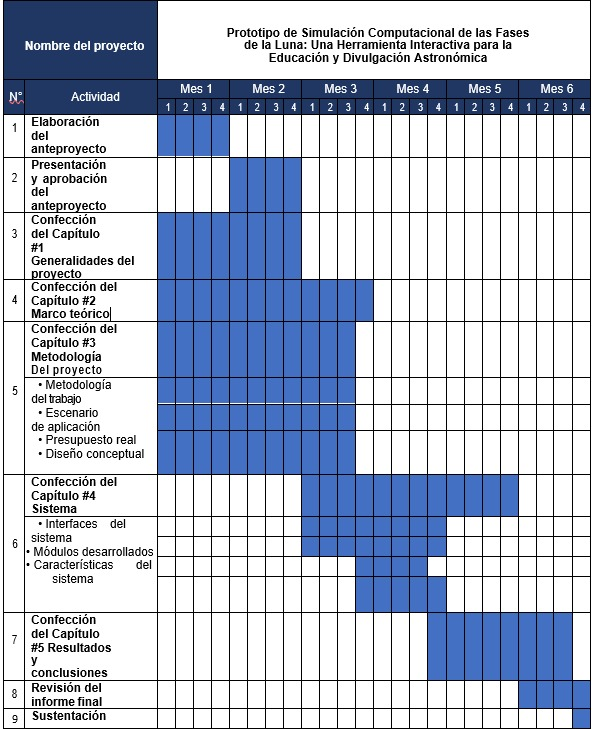 Nombre del proyecto
Prototipo de Simulación Computacional de las Fases
de la Luna: Una Herramienta Interactiva para la
Educación y Divulgación Astronómica
N° Actividad Mes 1 Mes 2 Mes 3 Mes 4 Mes 5 Mes 6
1 2 3 4 1 2 3 4 1 2 3 4 1 2 3 4 1 2 3 4 1 2 3 4
1 Elaboración
del
anteproyecto
2 Presentación
y aprobación
del
anteproyecto
3 Confección
del Capítulo
#1
Generalidades del
proyecto
4 Confección del
Capítulo #2
Marco teórico
5 Confección del
Capítulo #3
Metodología
Del proyecto
• Metodología
del trabajo
• Escenario
de aplicación
• Presupuesto real
• Diseño conceptual
6 Confección del
Capítulo #4
Sistema
• Interfaces del
sistema
• Módulos desarrollados
• Características del
sistema
7 Confección
del Capítulo
#5 Resultados
y
conclusiones
8 Revisión del
informe final
9 Sustentación